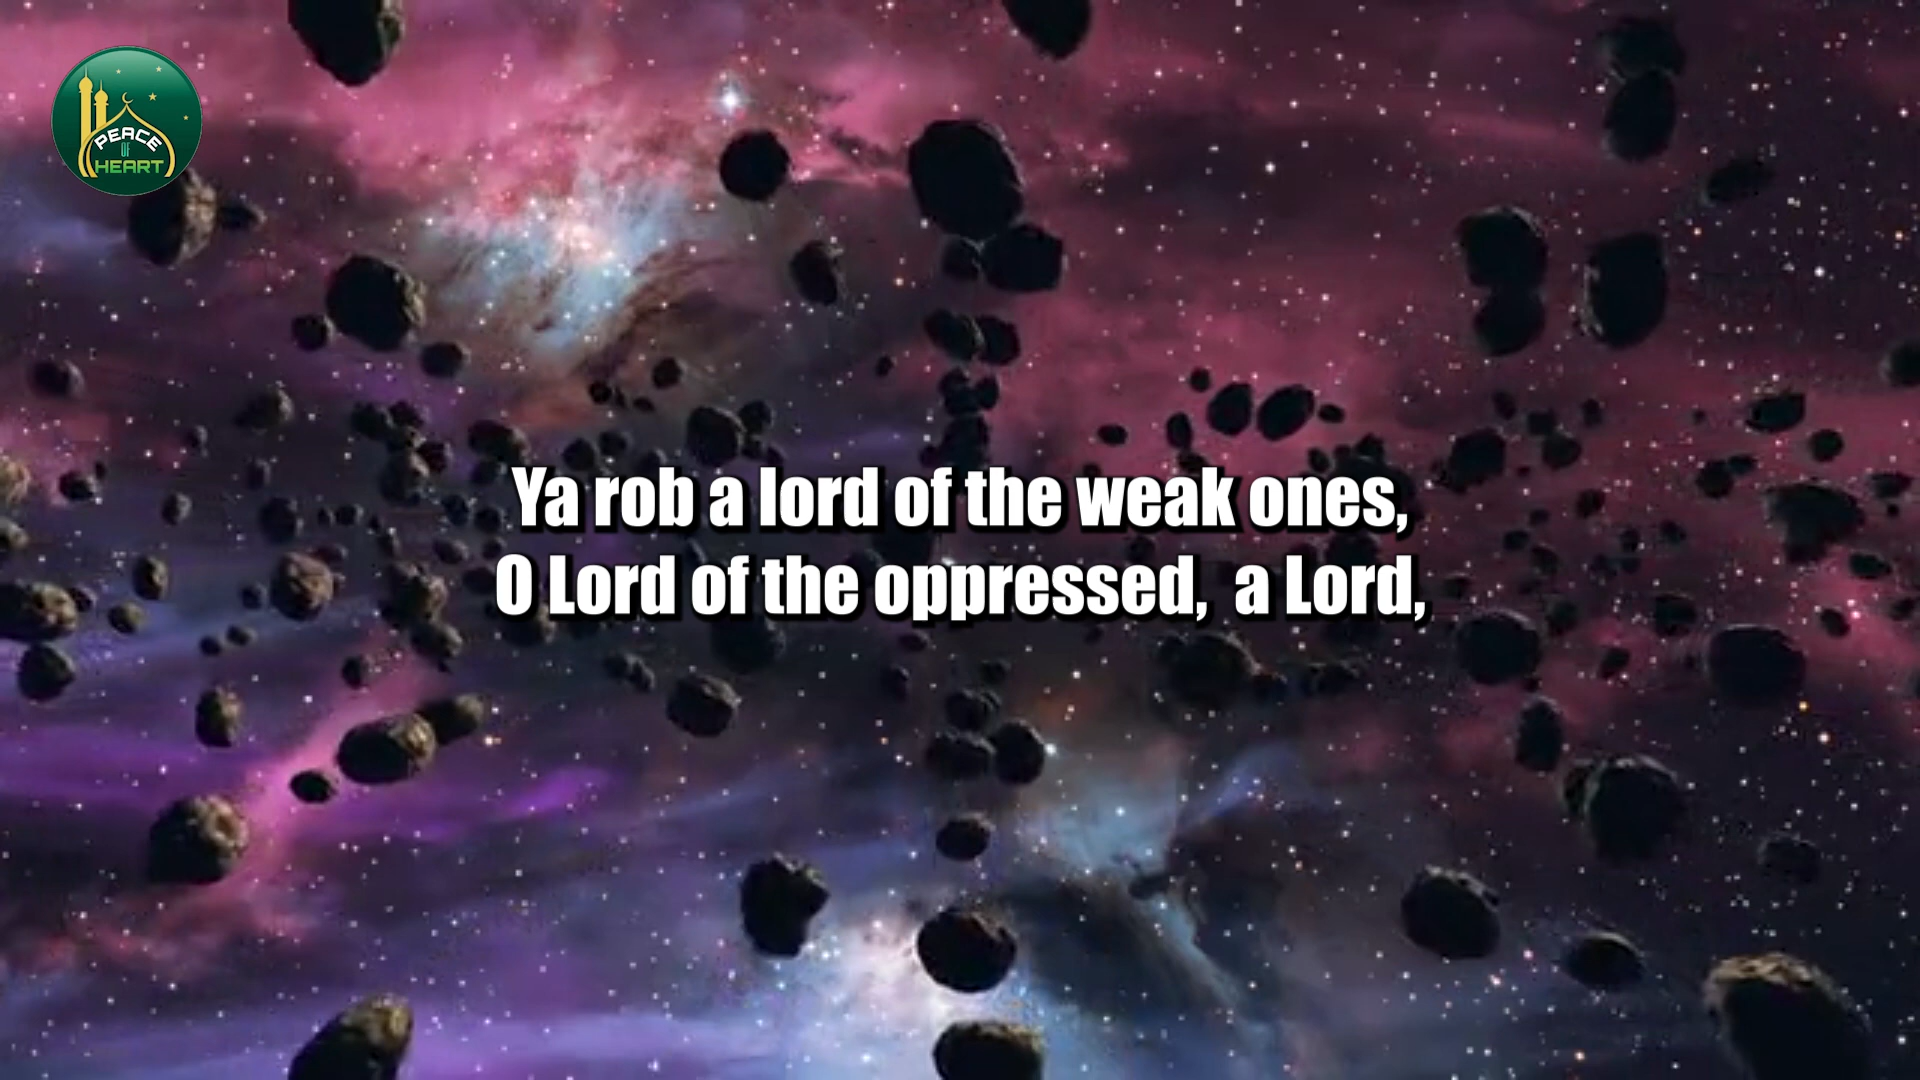 PEACE
OF
HEART
Ya rob a lord of the weak ones,
O Lord of the oppressed,  a Lord,